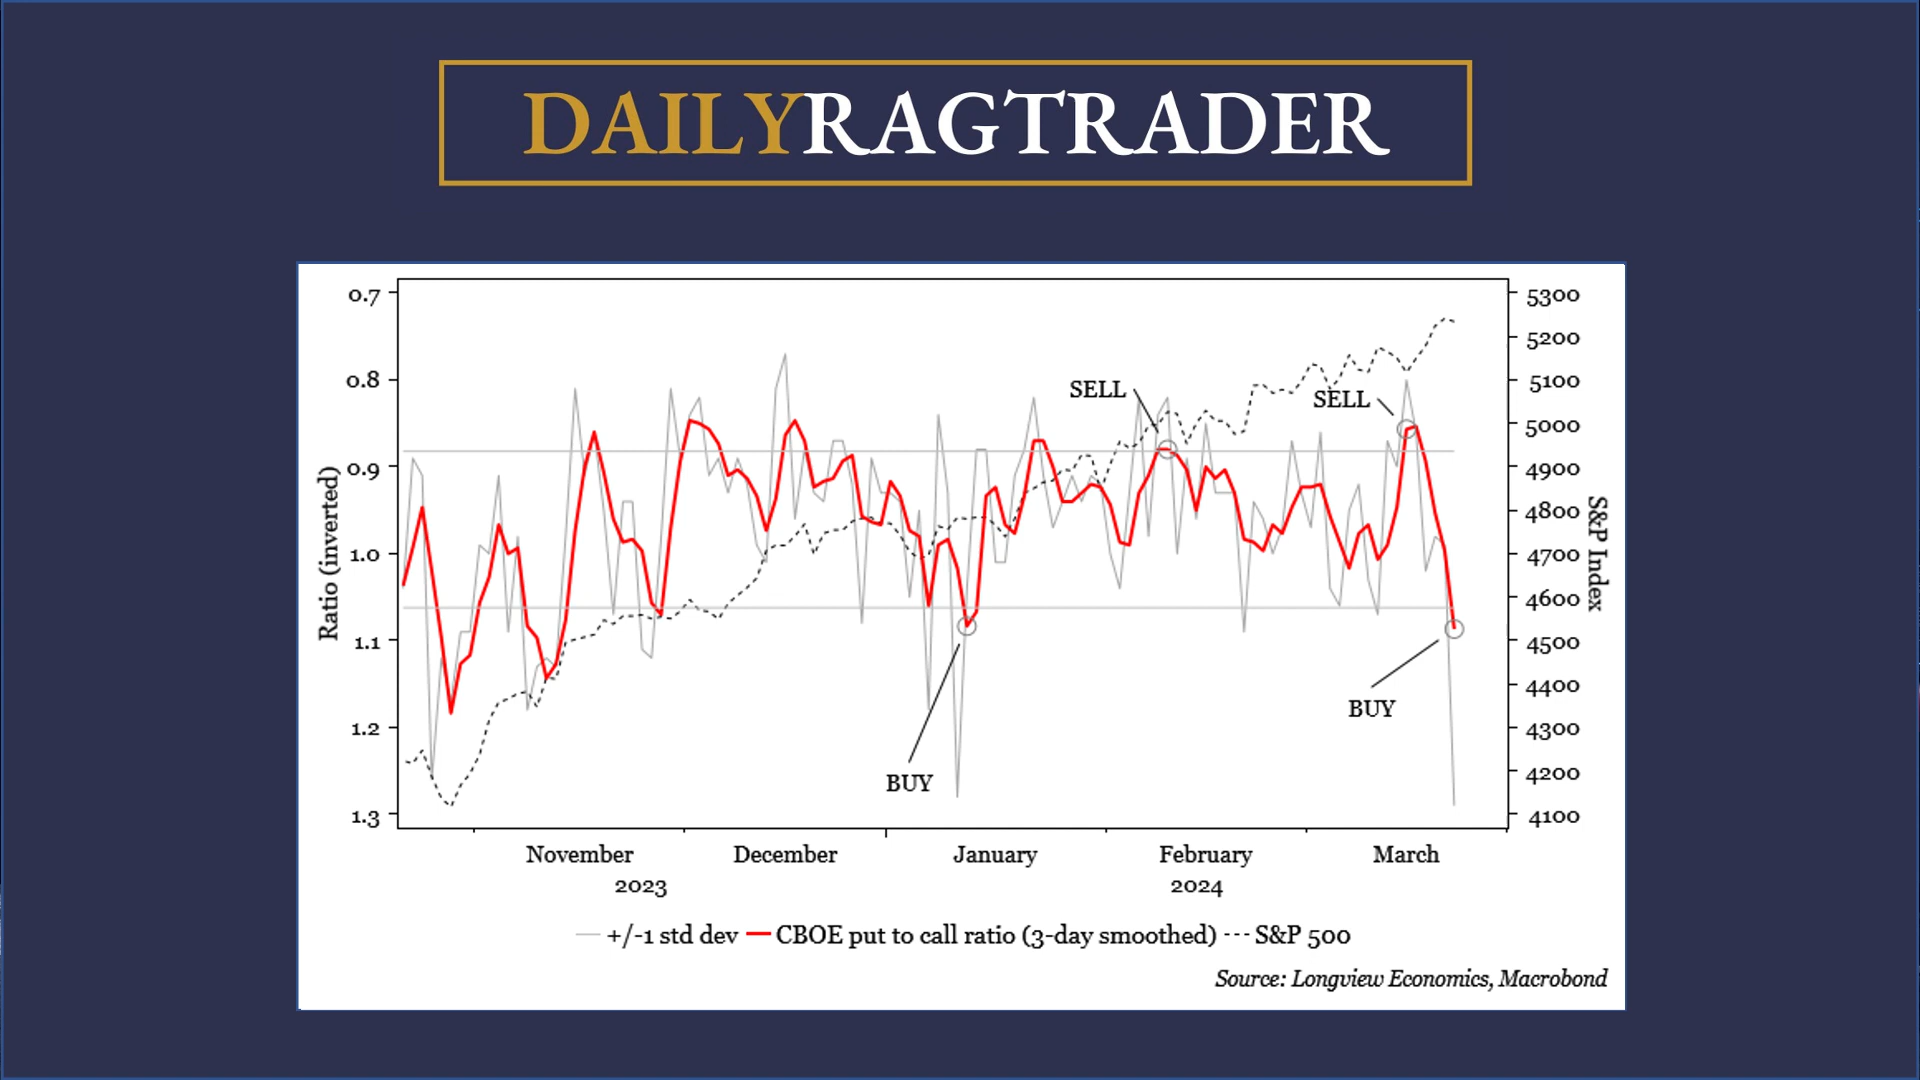 DAILYRAGTRADER
0.7
0.8
0.9
1.0
1.1
1.2
1.3
Ratio (inverted)
5300
5200
5100
5000
4900
4800
4700
4600
4500
4400
4300
4200
4100
S&P Index
SELL
SELL
BUY
BUY
November December January February March
2023 2024
+/-1 std dev CBOE put to call ratio (3-day smoothed) S&P 500
Source: Longview Economics, Macrobond